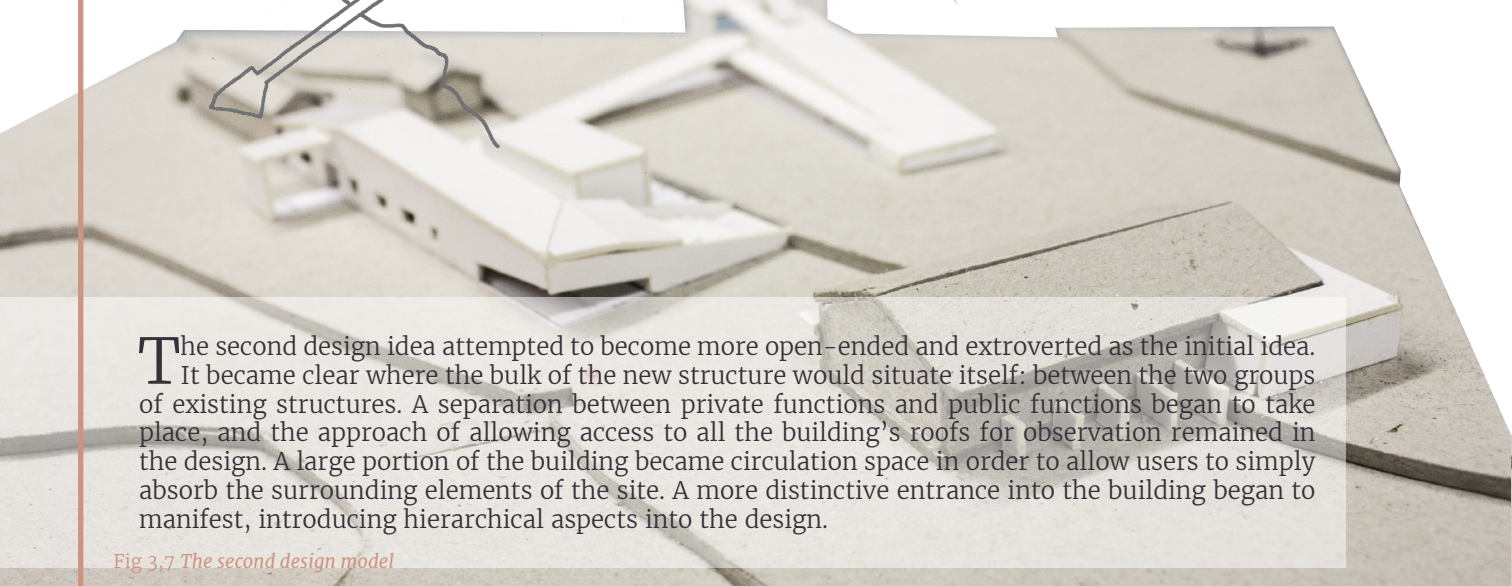 The second design idea attempted to become more open-ended and extroverted as the initial idea.
It became clear where the bulk of the new structure would situate itself: between the two groups
of existing structures. A separation between private functions and public functions began to take
place, and the approach of allowing access to all the building's roofs for observation remained in
the design. A large portion of the building became circulation space in order to allow users to simply
absorb the surrounding elements of the site. A more distinctive entrance into the building began to
manifest, introducing hierarchical aspects into the design.
Fig 3,7 The second design model